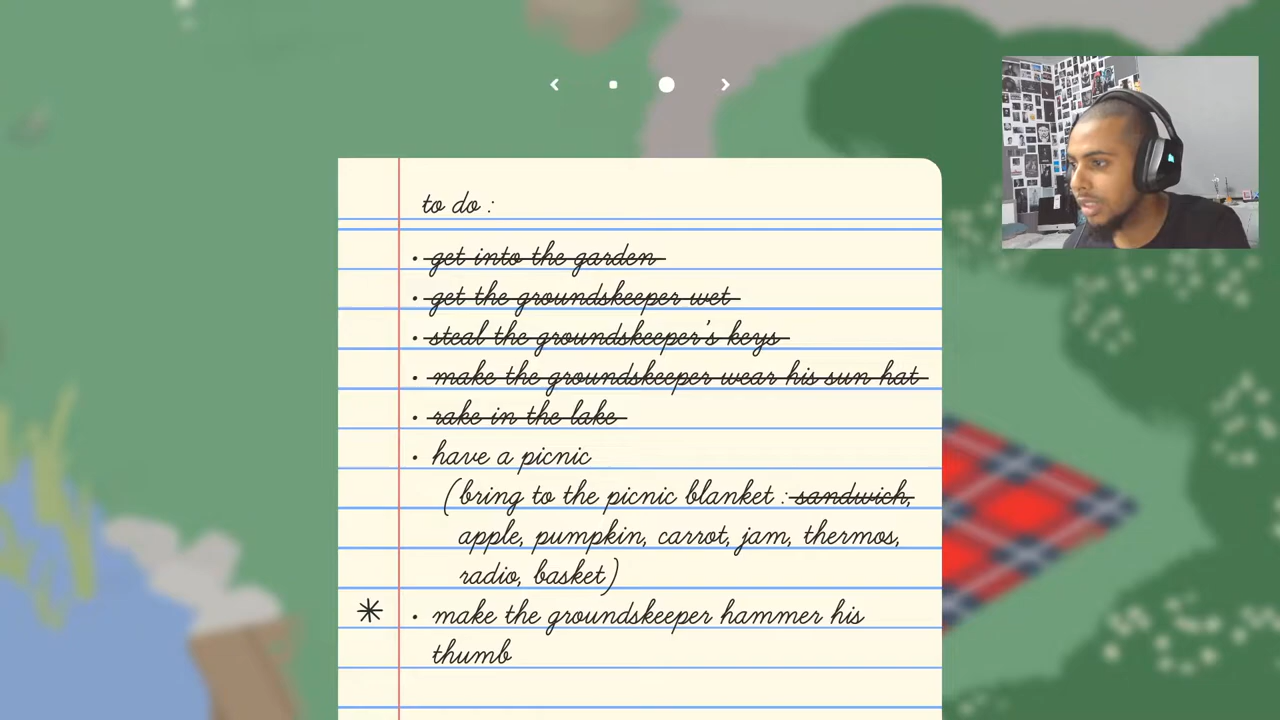 to do :
• get into the garden
• get the groundskeeper wet
• steal the groundskeeper's keys
• make the groundskeeper wear his sun hat
• rake in the lake
• have a picnic
(bring to the picnic blanket : sandwich,
apple, pumpkin, carrot, jam, thermos,
radio, basket)
* • make the groundskeeper hammer his
thumb